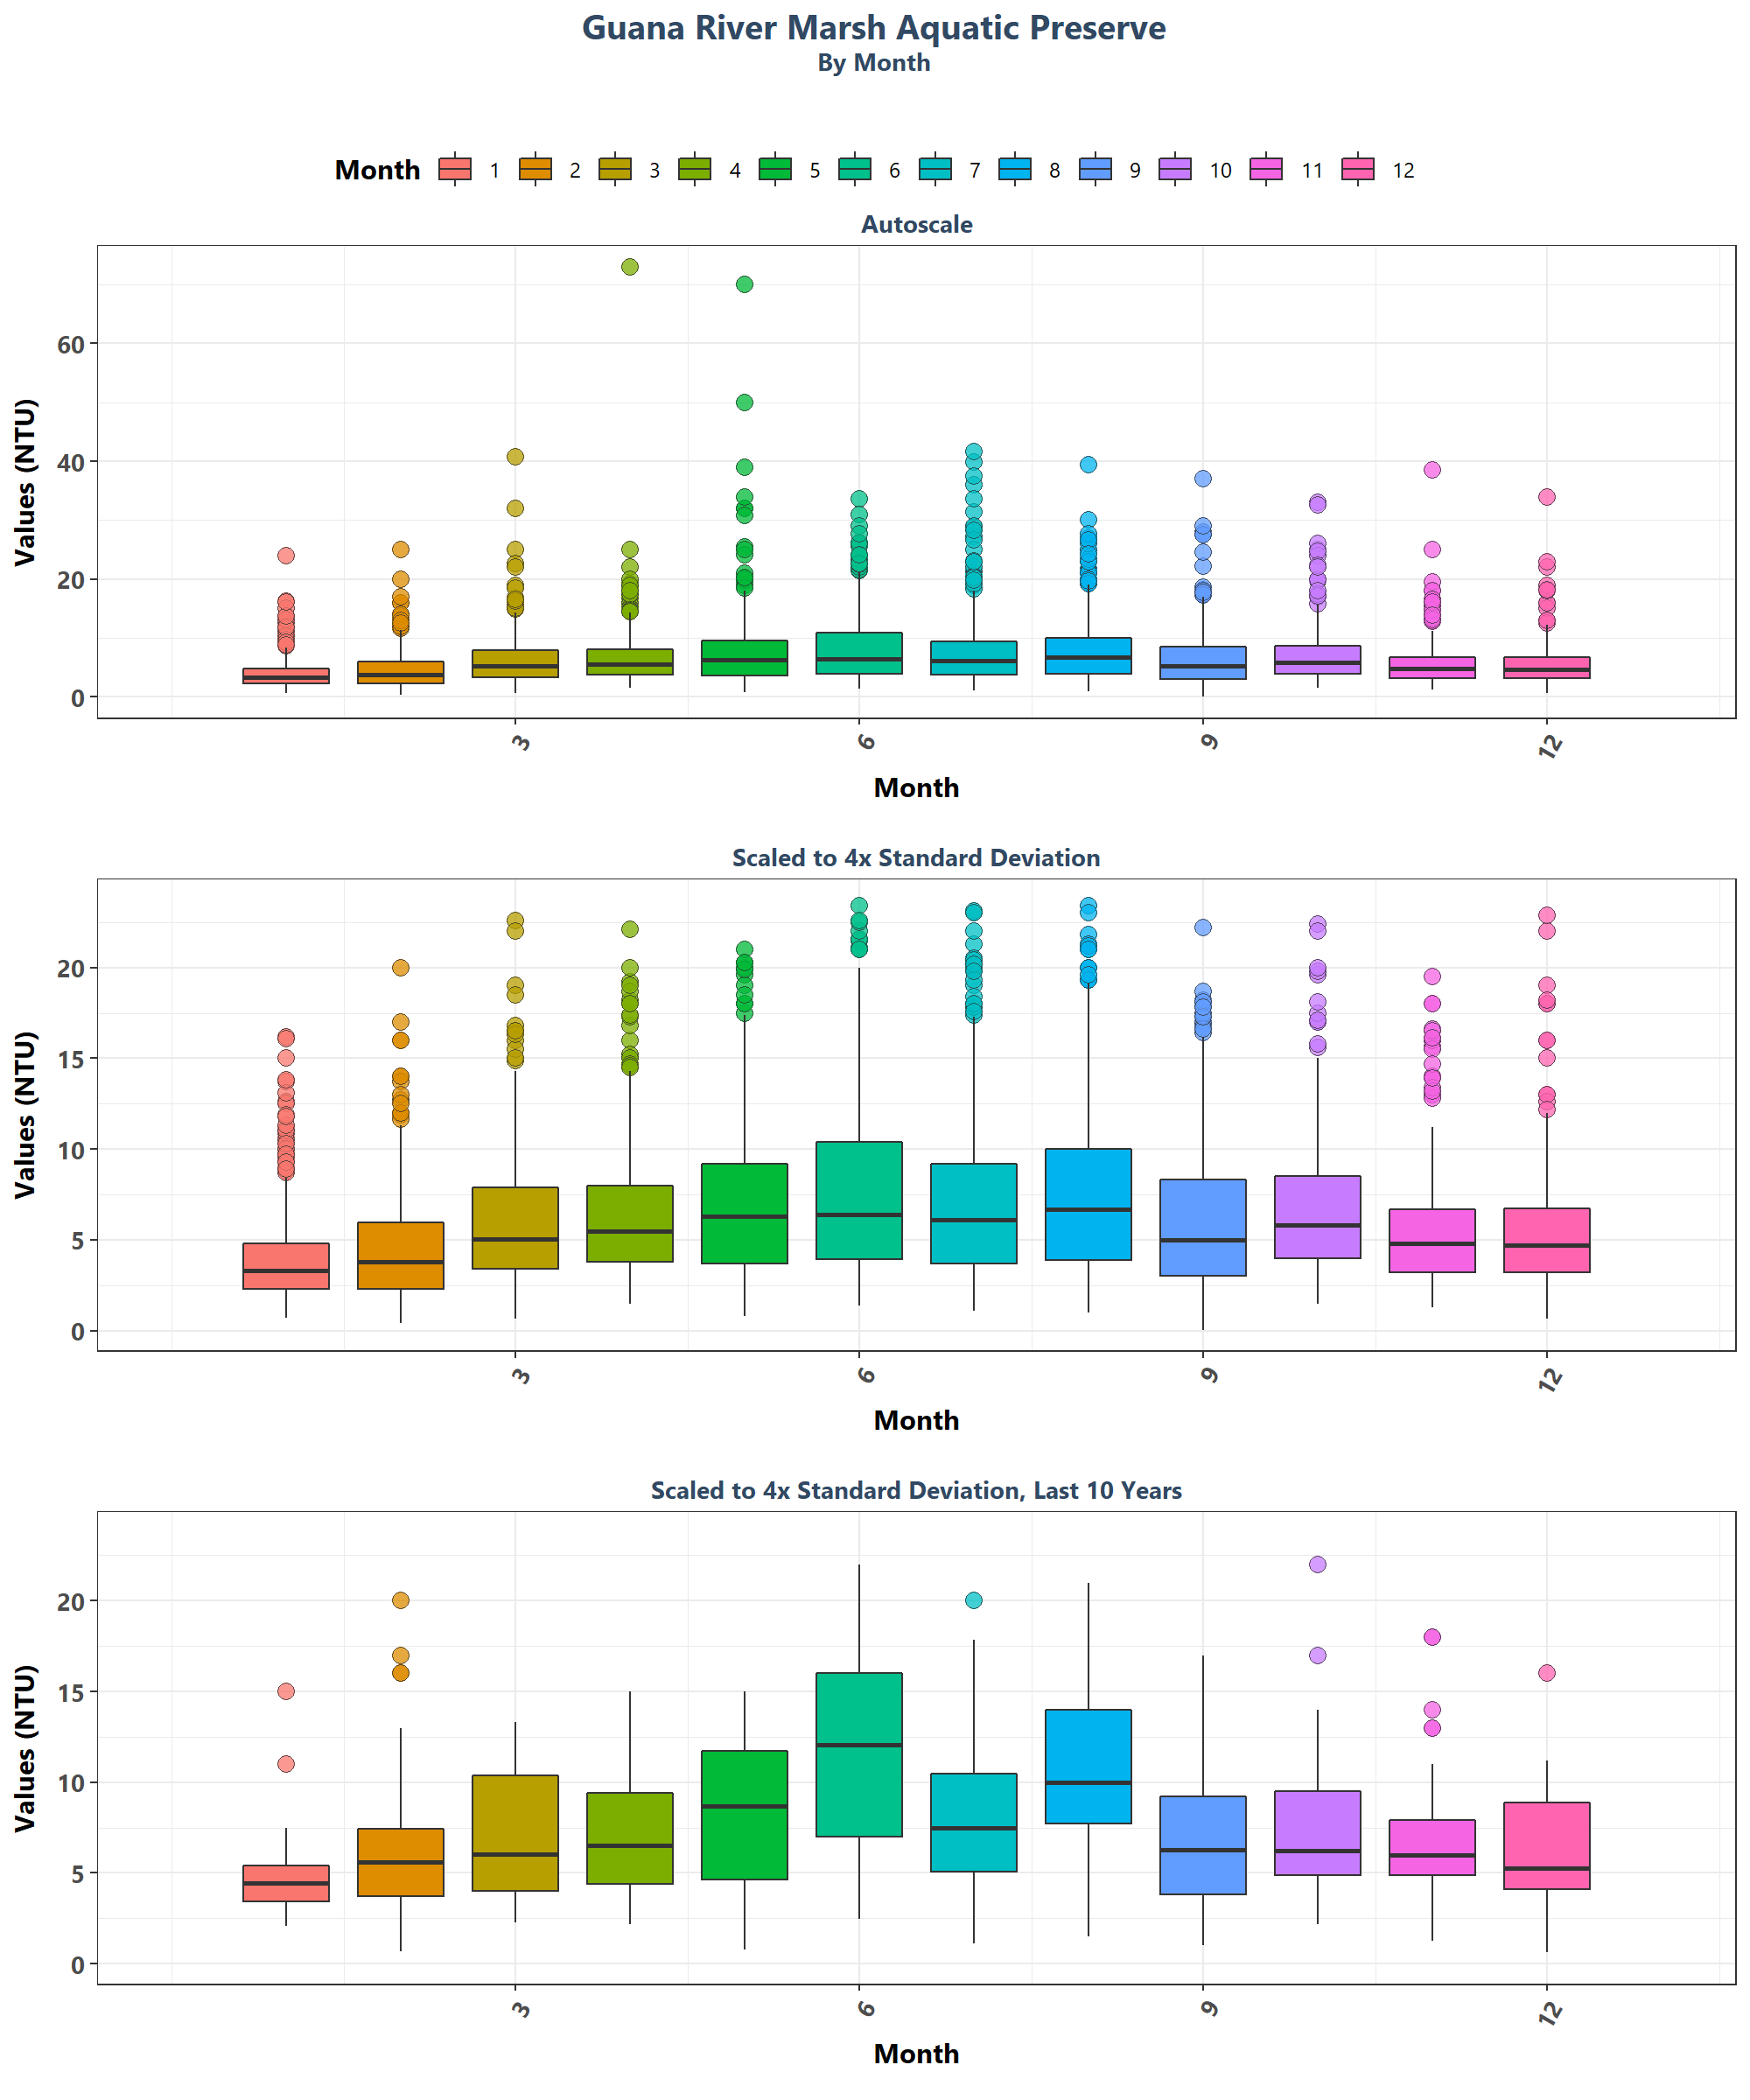 Guana River Marsh Aquatic Preserve
By Month
Month 1 2 3 4 5 6 7 8 9 10 11 12
Autoscale
Values (NTU)
60
40
20
0
3 6 9 12
Month
Scaled to 4x Standard Deviation
Values (NTU)
20
15
10
5
0
3 6 9 12
Month
Scaled to 4x Standard Deviation, Last 10 Years
Values (NTU)
20
15
10
5
0
3 6 9 12
Month